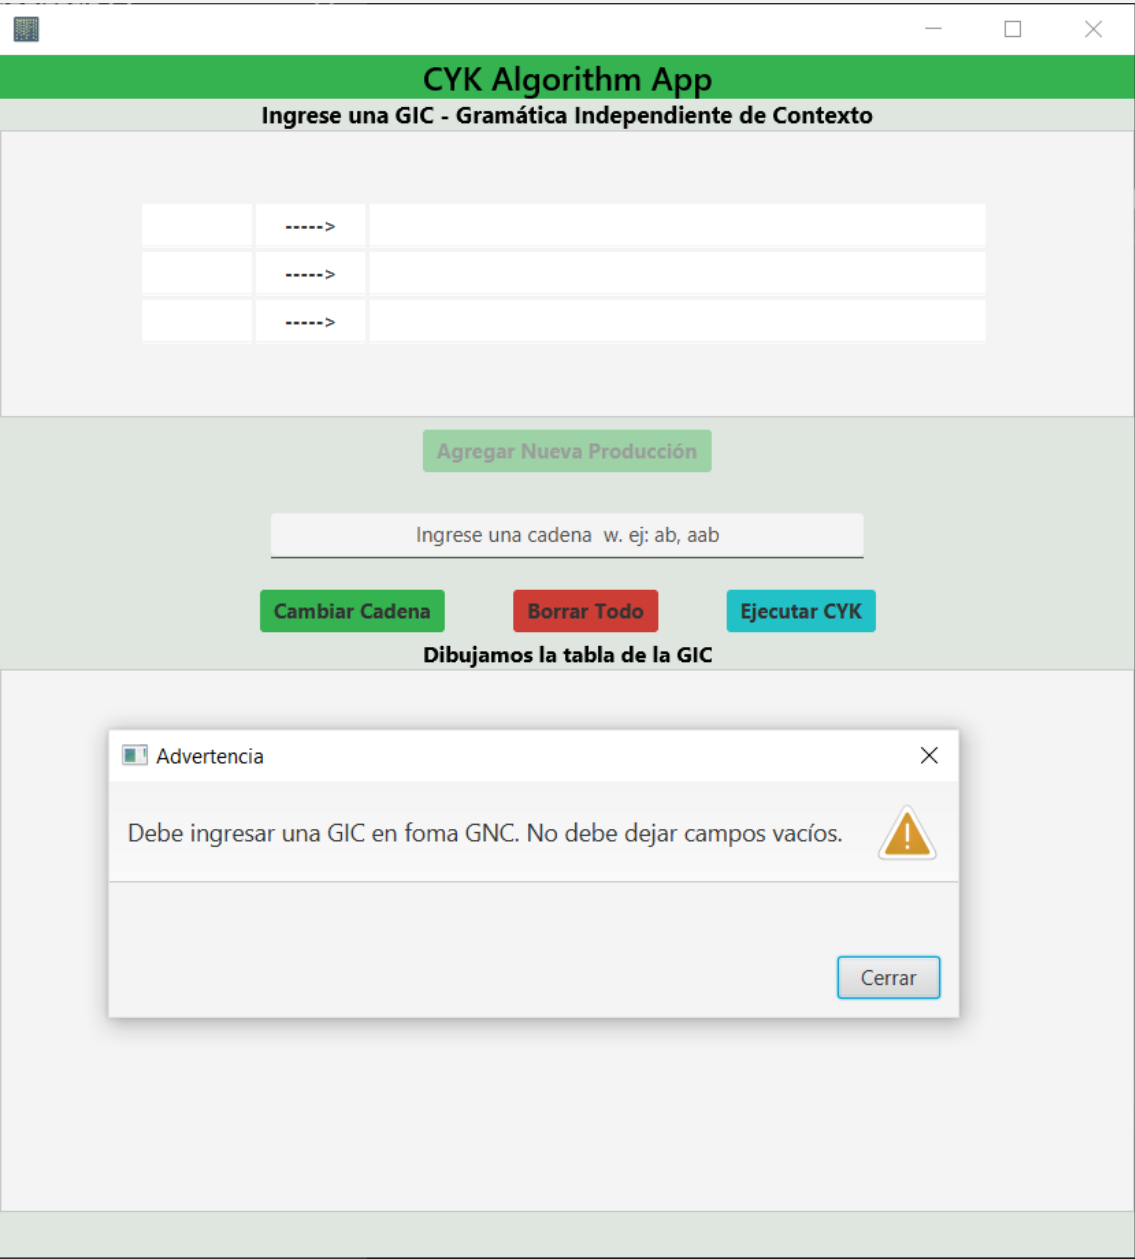 CYK Algorithm App
Ingrese una GIC - Gramática Independiente de Contexto
----->
----->
----->
Agregar Nueva Producción
Ingrese una cadena w. ej: ab, aab
Cambiar Cadena
Borrar Todo
Ejecutar CYK
Dibujamos la tabla de la GIC
Advertencia
Debe ingresar una GIC en foma GNC. No debe dejar campos vacíos.
Cerrar